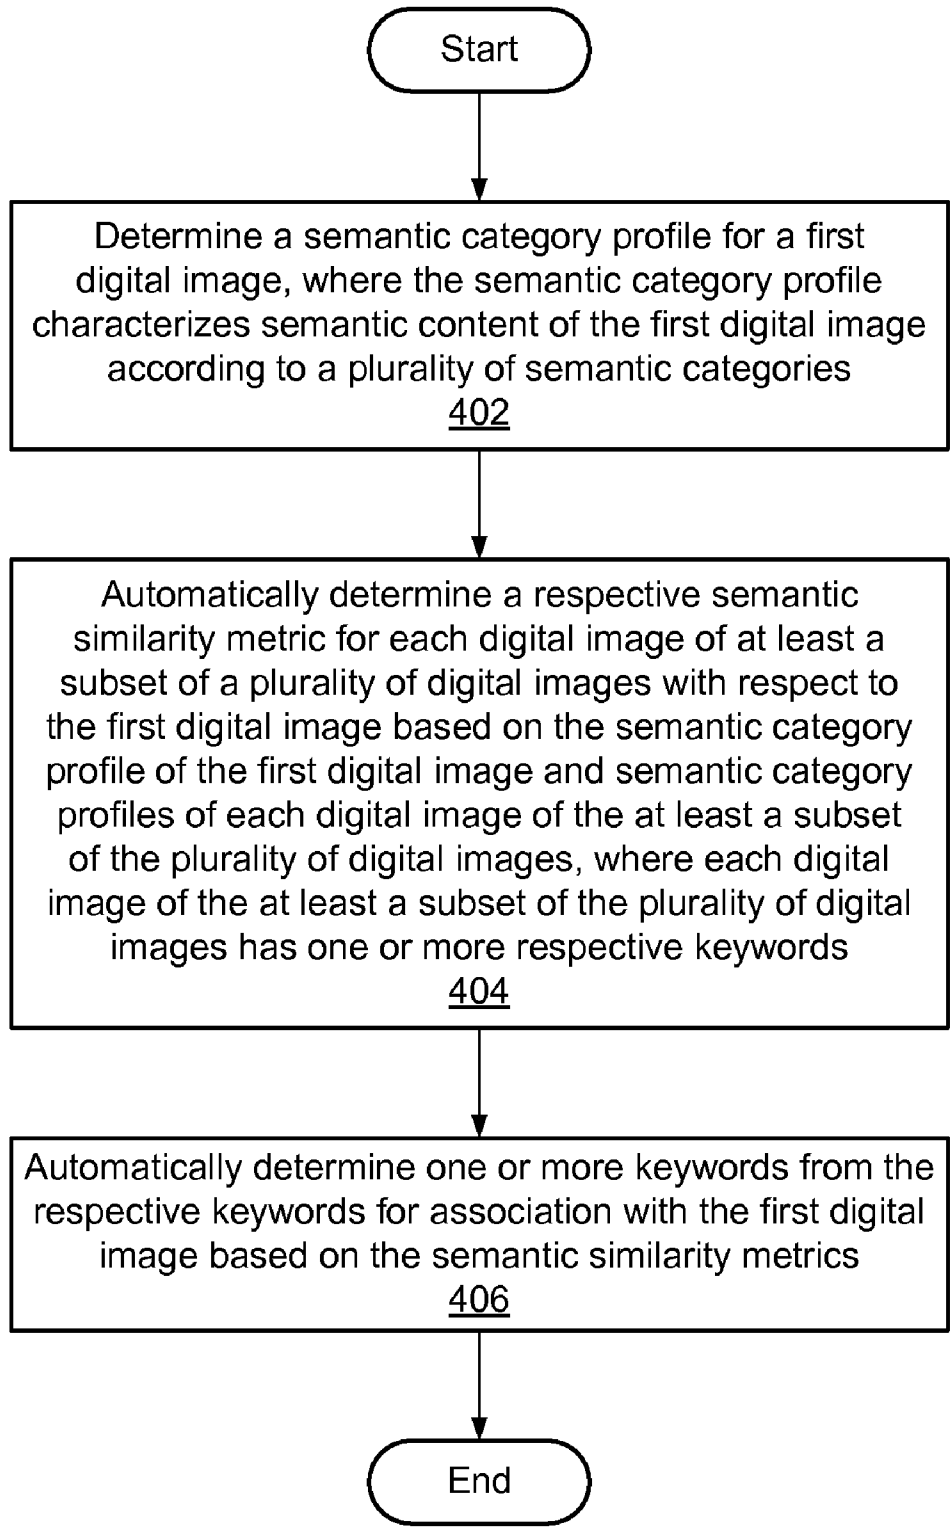 Start
Determine a semantic category profile for a first
digital image, where the semantic category profile
characterizes semantic content of the first digital image
according to a plurality of semantic categories
402
Automatically determine a respective semantic
similarity metric for each digital image of at least a
subset of a plurality of digital images with respect to
the first digital image based on the semantic category
profile of the first digital image and semantic category
profiles of each digital image of the at least a subset
of the plurality of digital images, where each digital
image of the at least a subset of the plurality of digital
images has one or more respective keywords
404
Automatically determine one or more keywords from the
respective keywords for association with the first digital
image based on the semantic similarity metrics
406
End